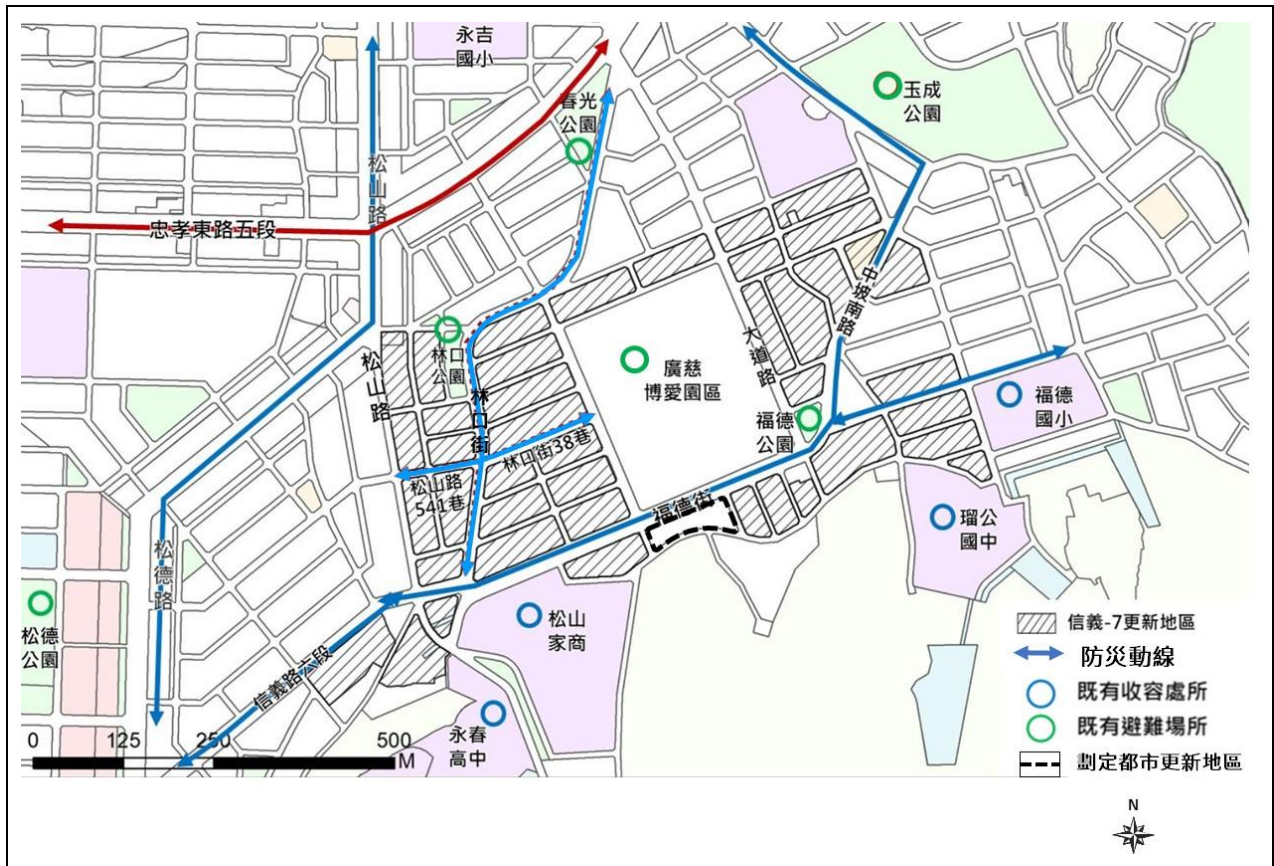 永吉
國小
春光
公園
玉成
公園
松山路
忠孝東路五段
中坡南路
大道路
林口
公園
松山路
林口街
廣慈
博愛園區
福德
公園
福德
國小
林口街38巷
松山路
541巷
福德街
瑠公
國中
松德路
松德
公園
松山
家商
信義路六段
永春
高中
0 125 250 500
M
信義-7更新地區
防災動線
既有收容處所
既有避難場所
劃定都市更新地區
N